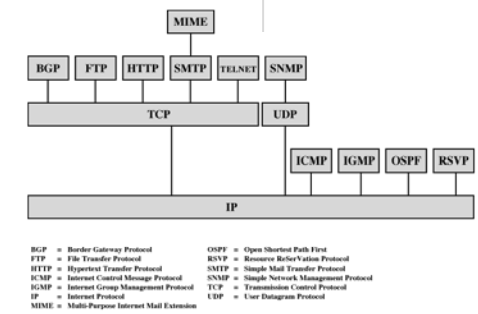 MIME
BGP FTP HTTP SMTP TELNET SNMP
TCP UDP
ICMP IGMP OSPF RSVP
IP
BGP = Border Gateway Protocol
FTP = File Transfer Protocol
HTTP = Hypertext Transfer Protocol
ICMP = Internet Control Message Protocol
IGMP = Internet Group Management Protocol
IP = Internet Protocol
MIME = Multi-Purpose Internet Mail Extension
OSPF = Open Shortest Path First
RSVP = Resource ReSerVation Protocol
SMTP = Simple Mail Transfer Protocol
SNMP = Simple Network Management Protocol
TCP = Transmission Control Protocol
UDP = User Datagram Protocol